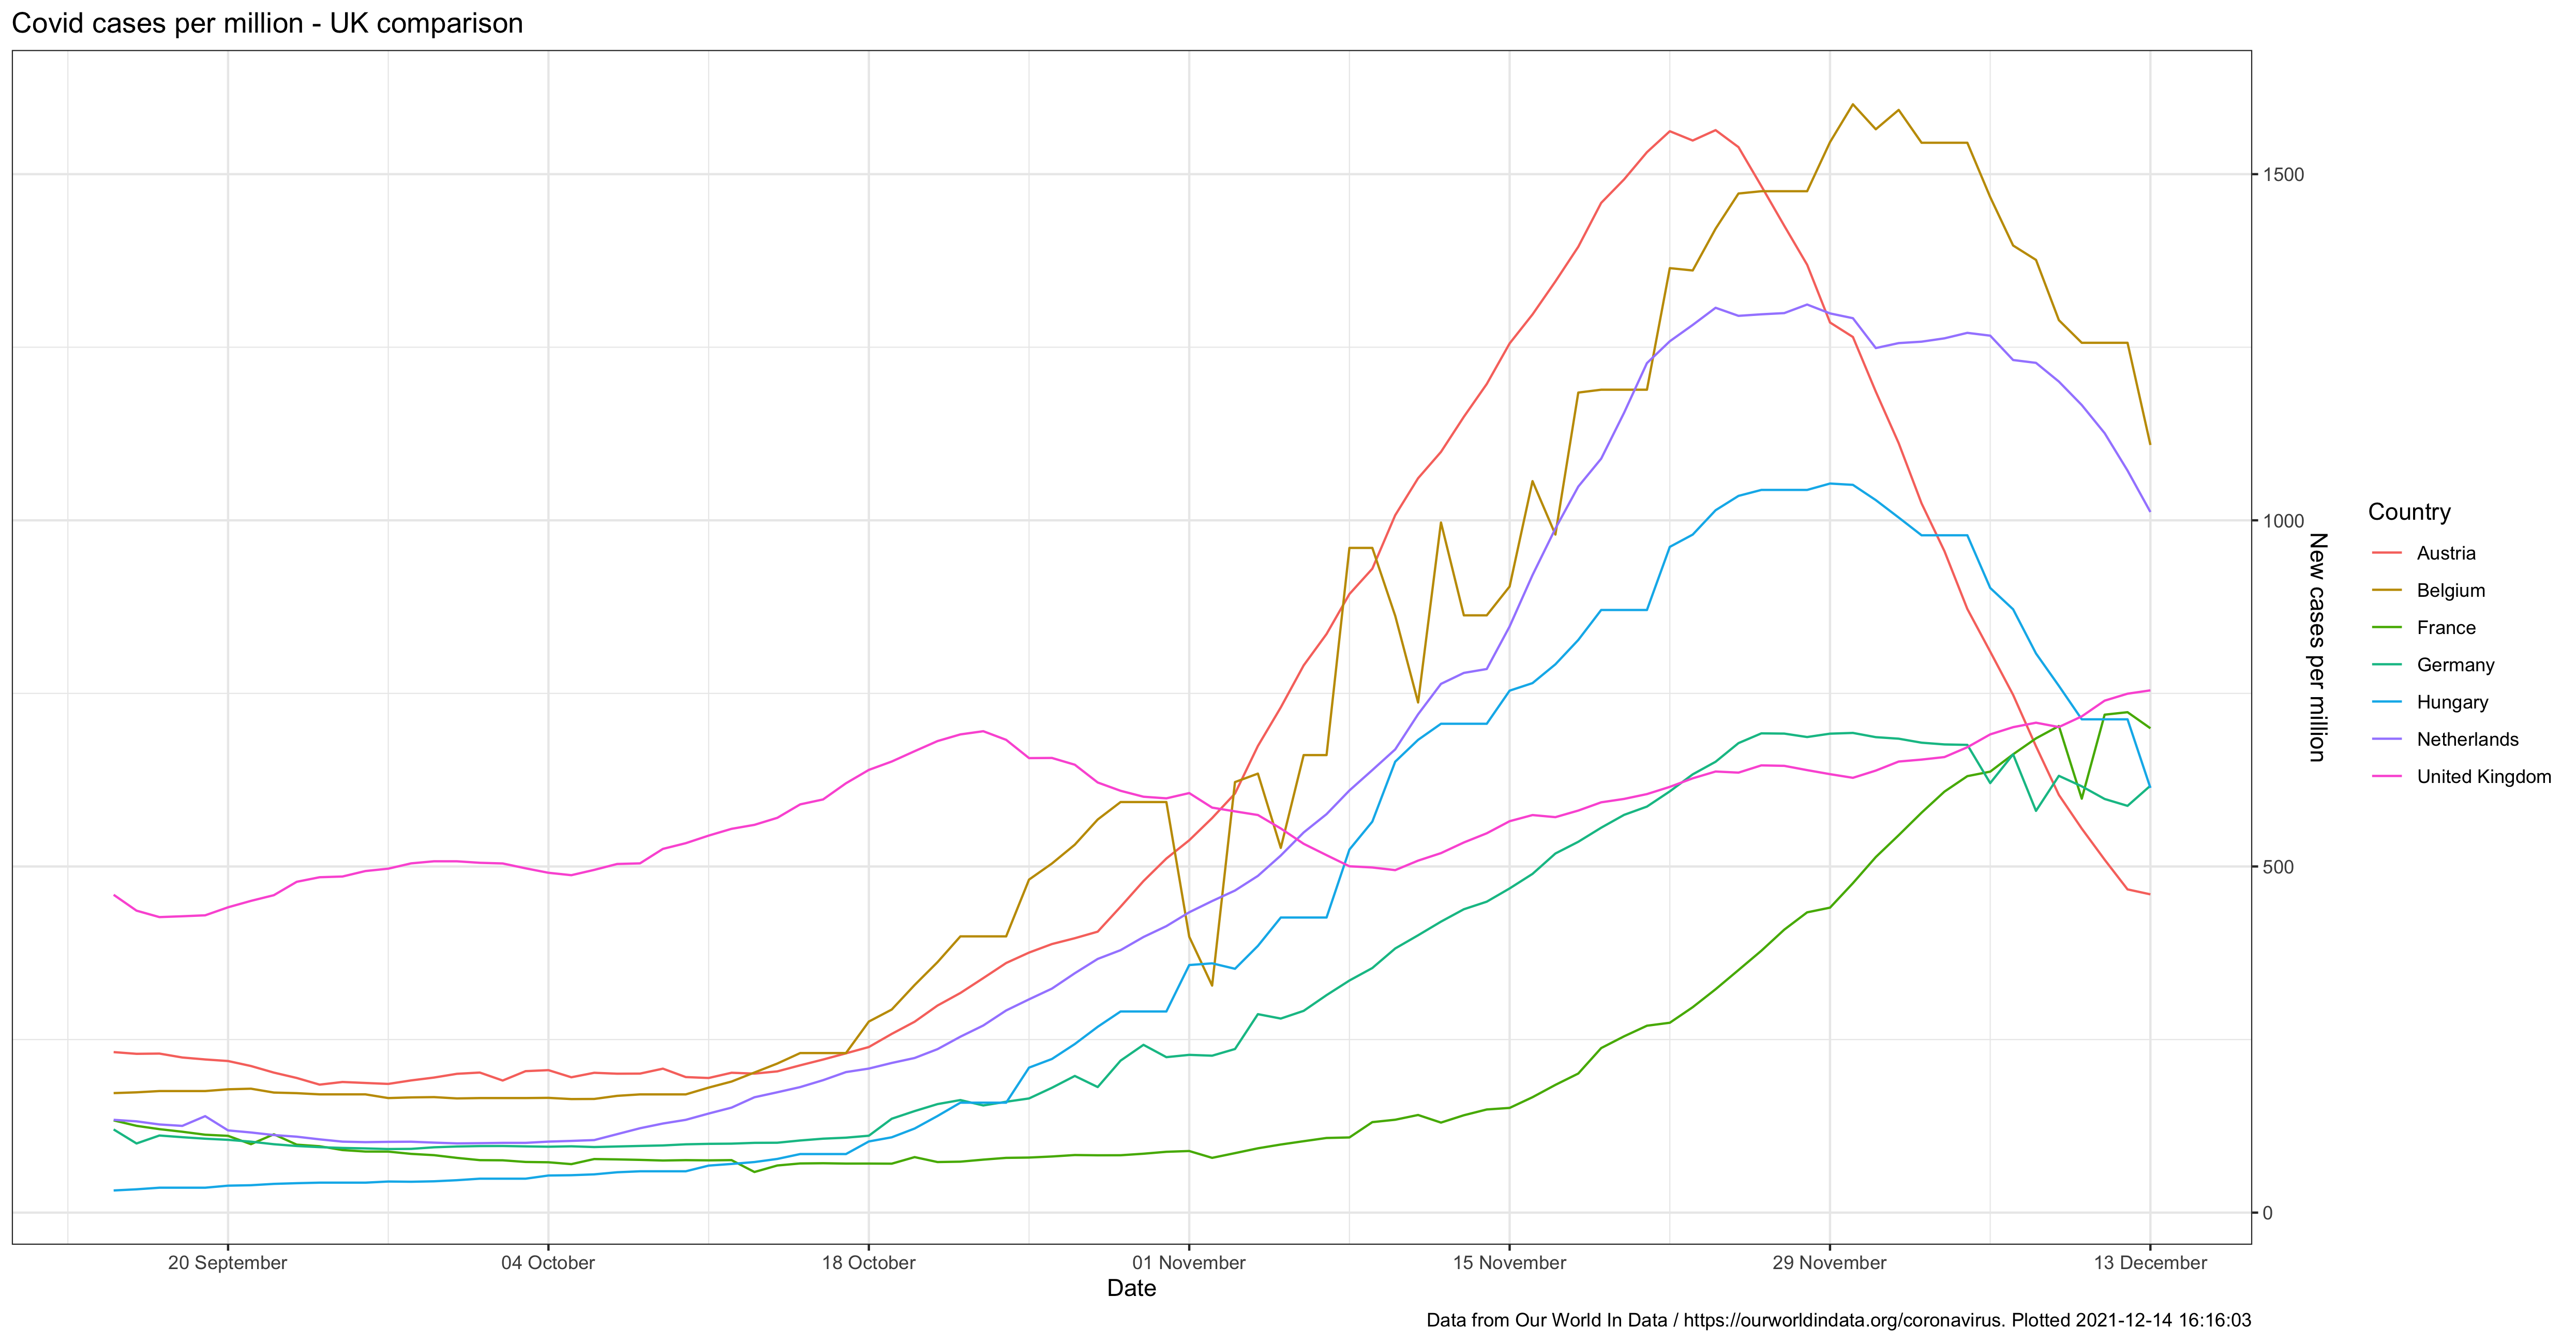 Covid cases per million - UK comparison
1500
1000
500
0
New cases per million
Country
Austria
Belgium
France
Germany
Hungary
Netherlands
United Kingdom
20 September
04 October
18 October
01 November
15 November
29 November
13 December
Date
Data from Our World In Data / https://ourworldindata.org/coronavirus. Plotted 2021-12-14 16:16:03